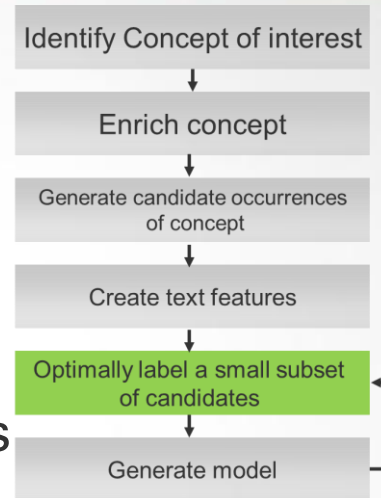 Identify Concept of interest
Enrich concept
Generate candidate occurrences
of concept
Create text features
Optimally label a small subset
of candidates
s
Generate model